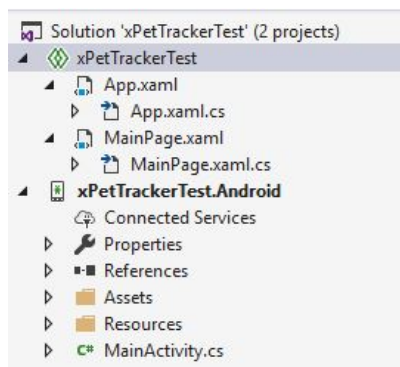 Solution 'xPetTrackerTest' (2 projects)
xPetTrackerTest
App.xaml
App.xaml.cs
MainPage.xaml
MainPage.xaml.cs
xPetTrackerTest.Android
Connected Services
Properties
References
Assets
Resources
C# MainActivity.cs